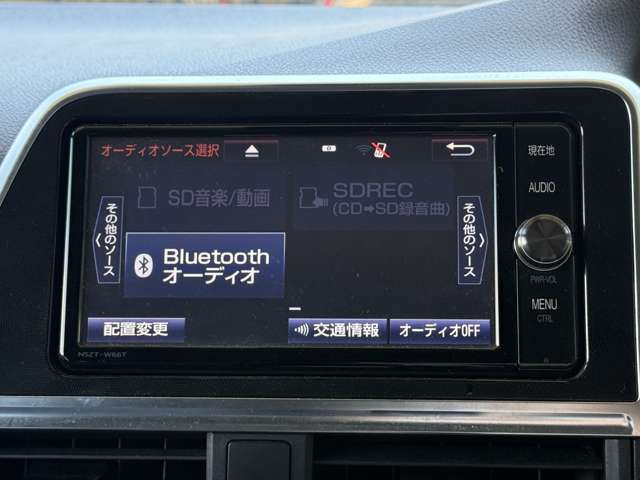 オーディオソース選択
SD音楽/動画
SDREC
(CD➡SD録音曲)
その他のソース
Bluetooth
オーディオ
その他のソース
配置変更
交通情報
オーディオOFF
NSZT-W66T
現在地
AUDIO
PWR-VOL
MENU
CTRL